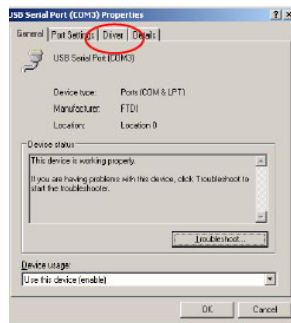 USB Serial Port (COM3) Properties
General Port Settings Driver Details
USB Serial Port (COM3)
Device type: Ports (COM & LPT)
Manufacturer: FTDI
Location: Location 0
Device status
This device is working properly.
If you are having problems with this device, click Troubleshoot to
start the troubleshooter.
Troubleshoot...
Device usage:
Use this device (enable)
OK Cancel